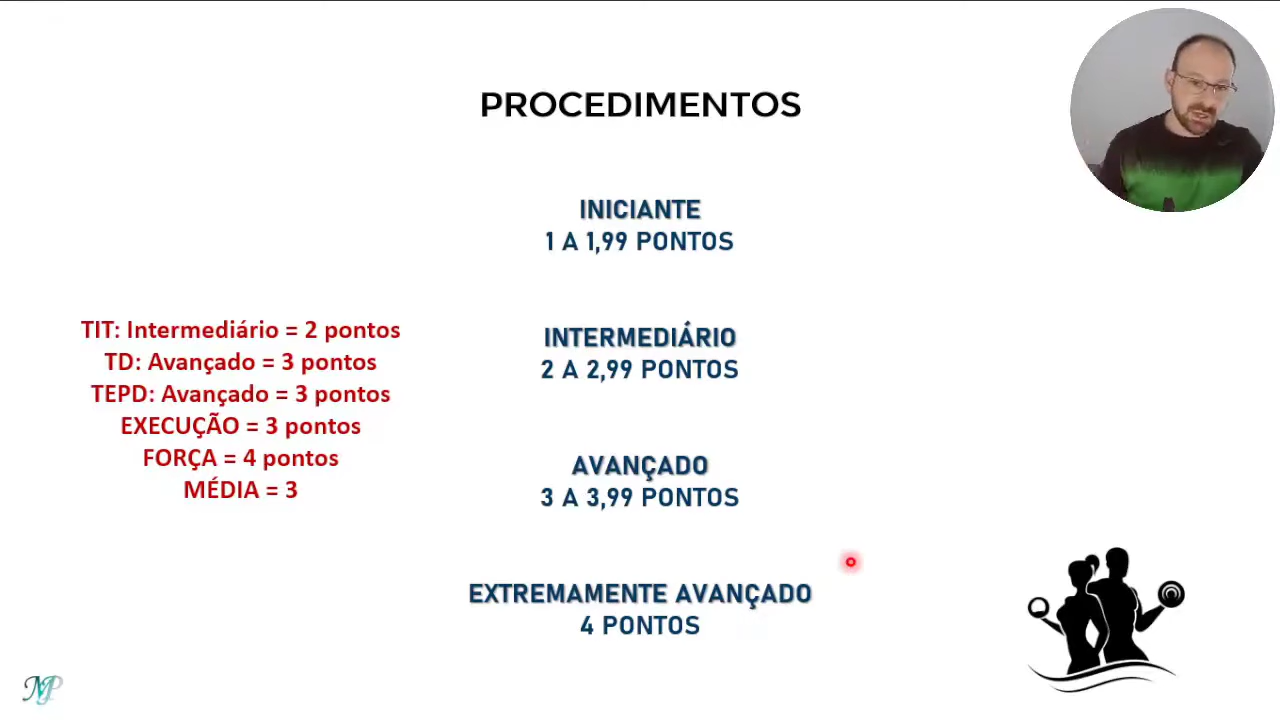 PROCEDIMENTOS
INICIANTE
1 A 1,99 PONTOS
INTERMEDIÁRIO
2 A 2,99 PONTOS
AVANÇADO
3 A 3,99 PONTOS
EXTREMAMENTE AVANÇADO
4 PONTOS
TIT: Intermediário = 2 pontos
TD: Avançado = 3 pontos
TEPD: Avançado = 3 pontos
EXECUÇÃO = 3 pontos
FORÇA = 4 pontos
MÉDIA = 3
MP